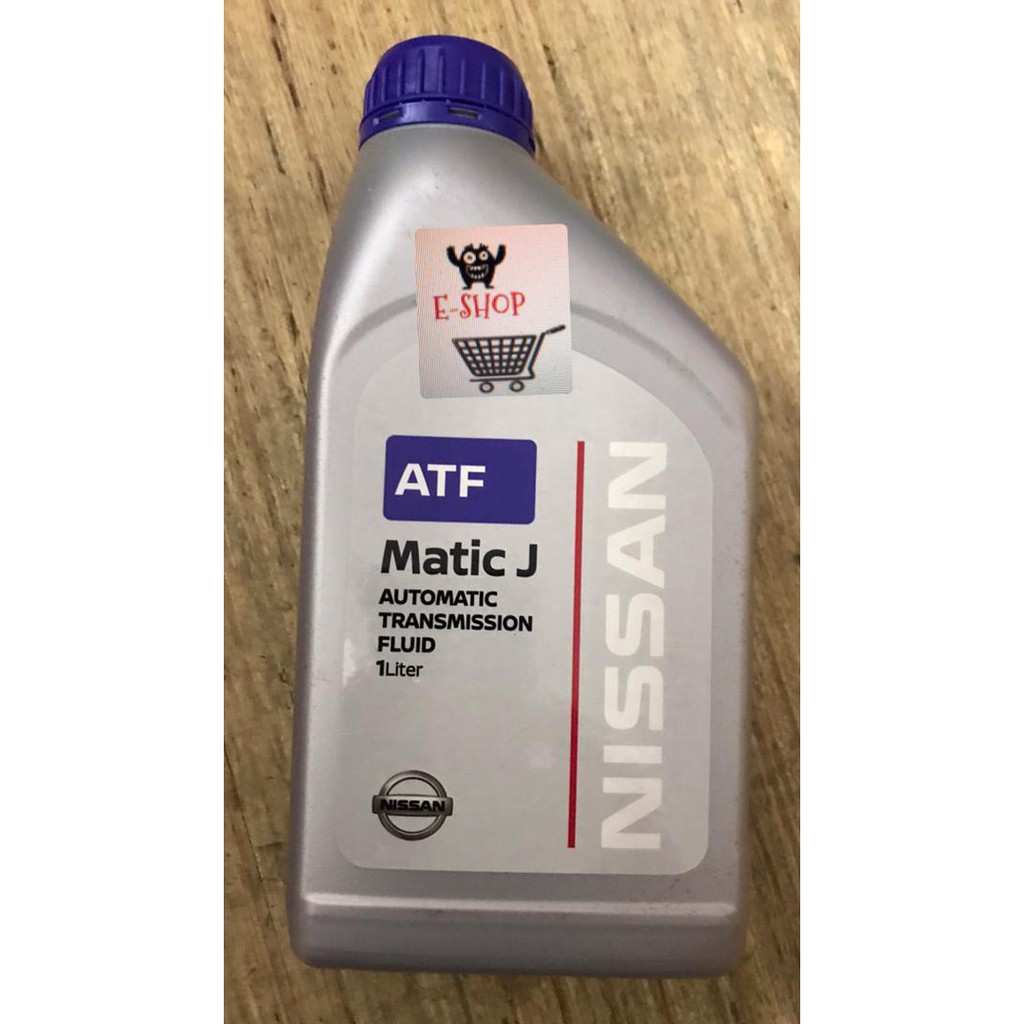 E-SHOP
ATF
Matic J
AUTOMATIC
TRANSMISSION
FLUID
1Liter
NISSAN
NISSAN